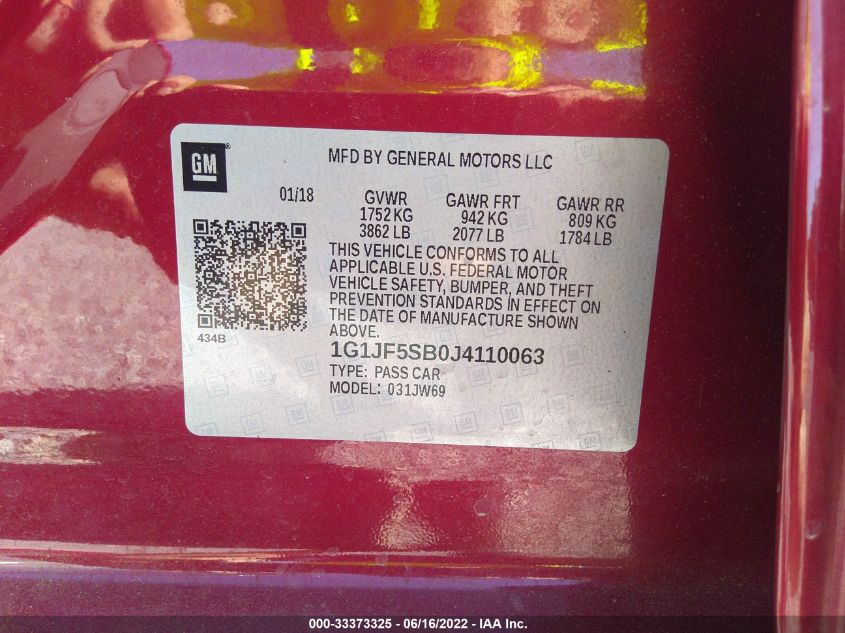 GM
MFD BY GENERAL MOTORS LLC
01/18 GVWR GAWR FRT GAWR RR
1752 KG 942 KG 809 KG
3862 LB 2077 LB 1784 LB
THIS VEHICLE CONFORMS TO ALL
APPLICABLE U.S. FEDERAL MOTOR
VEHICLE SAFETY, BUMPER, AND THEFT
PREVENTION STANDARDS IN EFFECT ON
THE DATE OF MANUFACTURE SHOWN
ABOVE.
434B
1G1JF5SB0J4110063
TYPE: PASS CAR
MODEL: 031JW69
000-33373325 - 06/16/2022 - IAA Inc.